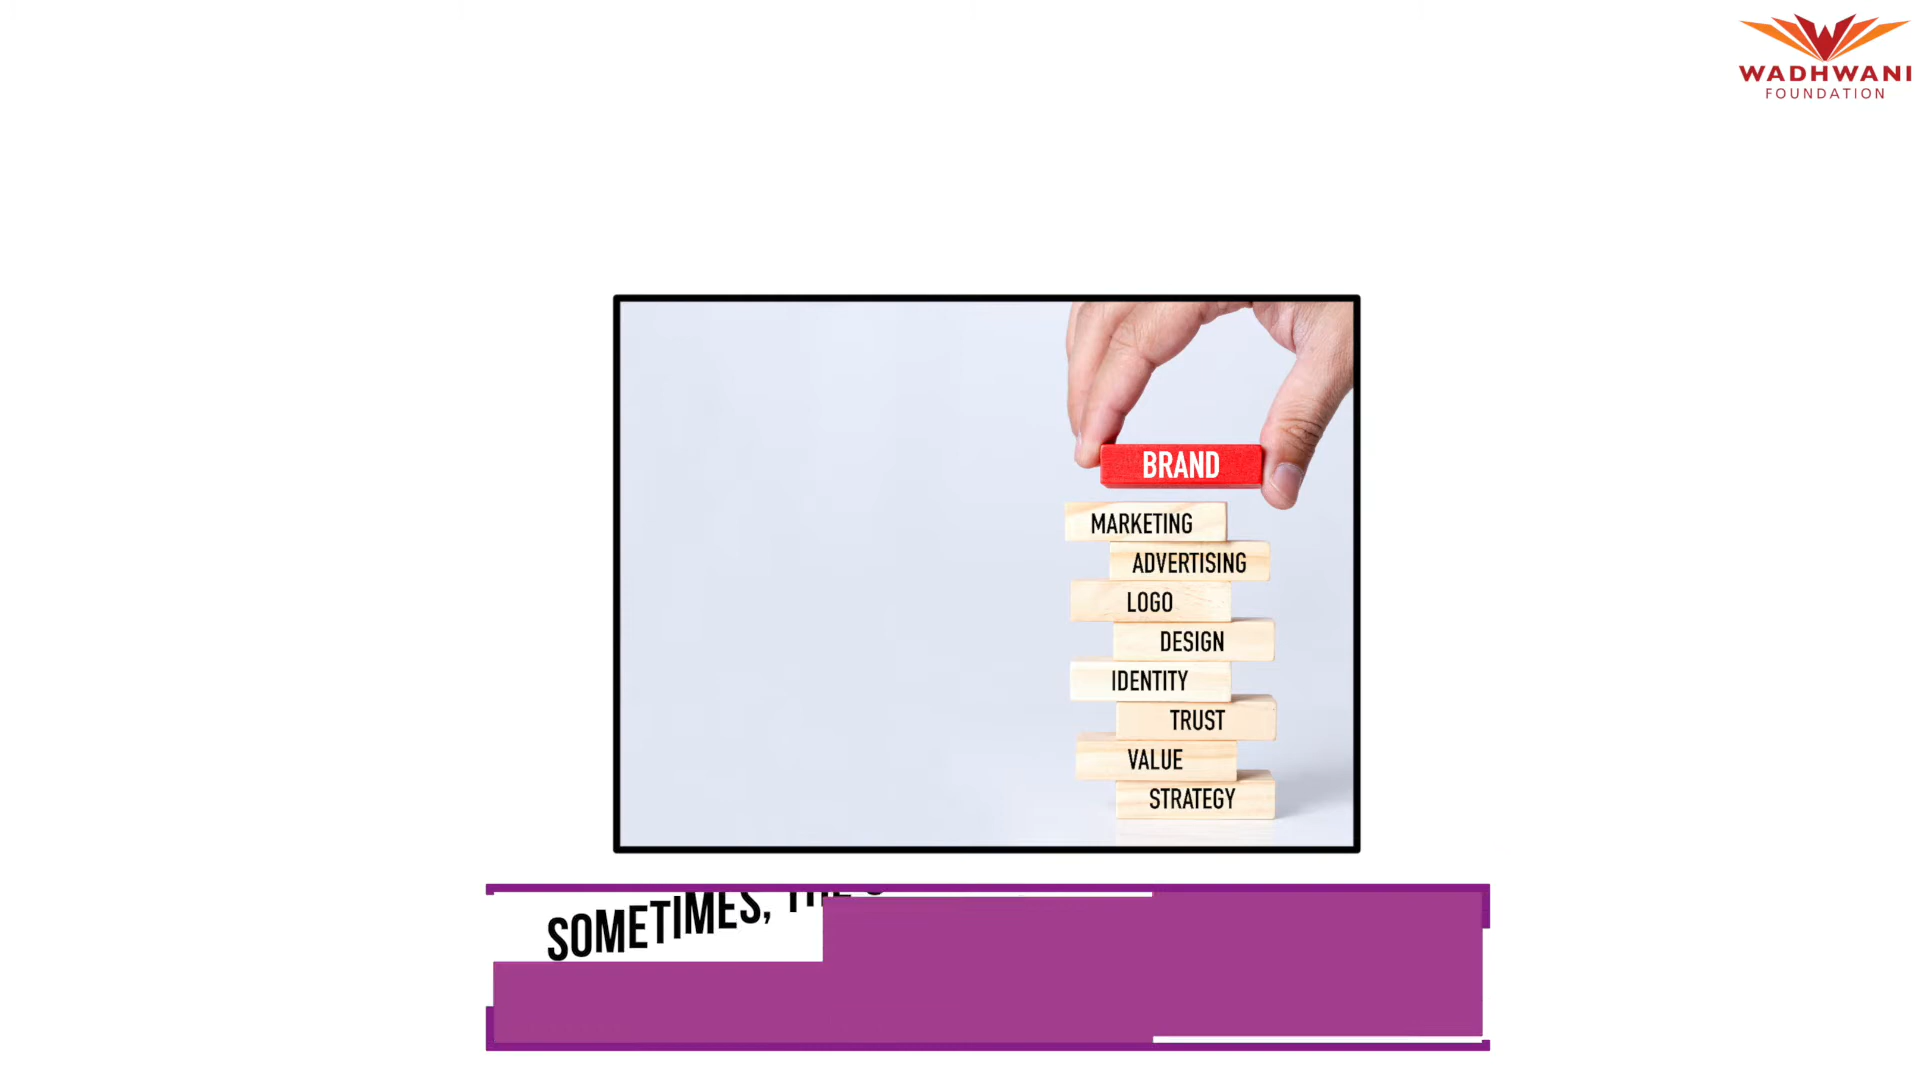 WADHWANI
FOUNDATION
BRAND
MARKETING
ADVERTISING
LOGO
DESIGN
IDENTITY
TRUST
VALUE
STRATEGY
SOMETIMES,